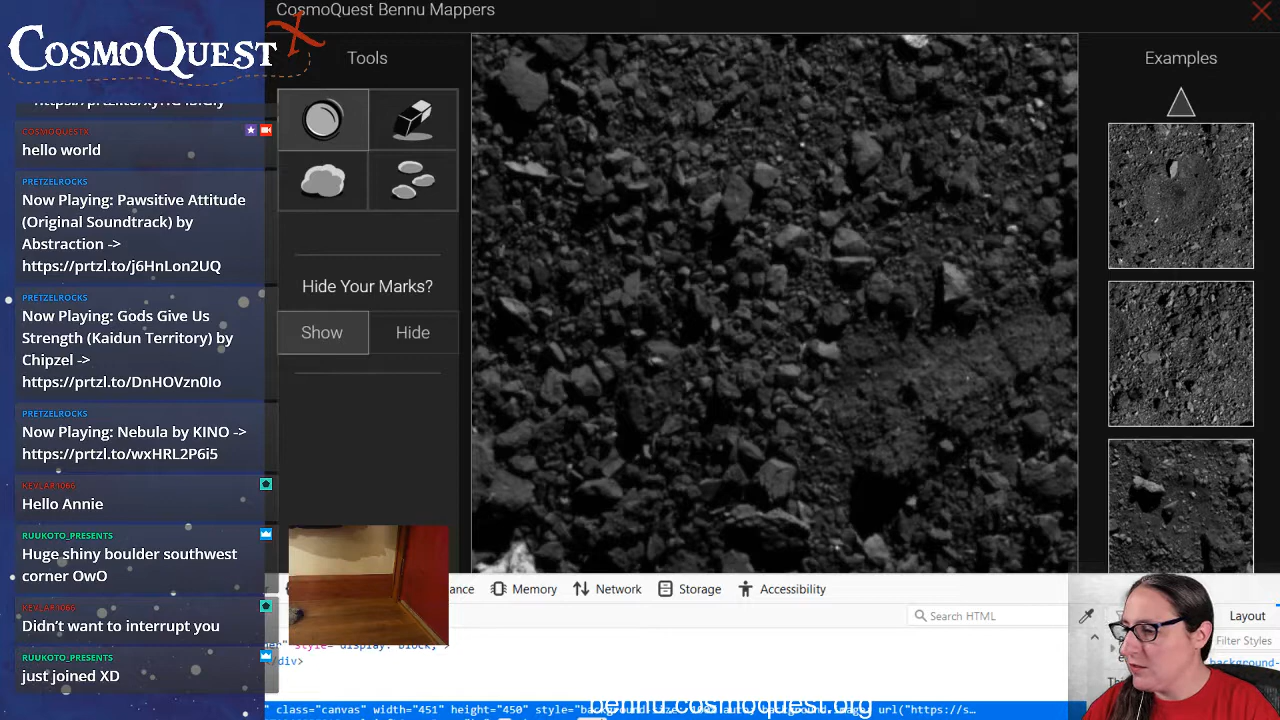 CosmoQuest Bennu Mappers
CosmoQuest X
Tools
Examples
COSMOQUESTX
hello world
PRETZELROCKS
Now Playing: Pawsitive Attitude
(Original Soundtrack) by
Abstraction ->
https://prtzl.to/j6HnLon2UQ
Hide Your Marks?
Show
Hide
PRETZELROCKS
Now Playing: Gods Give Us
Strength (Kaidun Territory) by
Chipzel ->
https://prtzl.to/DnHOVzn0Io
PRETZELROCKS
Now Playing: Nebula by KINO ->
https://prtzl.to/wxHRL2P6i5
KEVLAR1066
Hello Annie
RUUKOTO_PRESENTS
Huge shiny boulder southwest
corner OwO
KEVLAR1066
Didn't want to interrupt you
RUUKOTO_PRESENTS
just joined XD
Memory
Network
Storage
Accessibility
Search HTML
Layout
Filter Styles
style="display: block;">
</div>
class="canvas" width="451" height="450"
bennu.cosmoquest.org